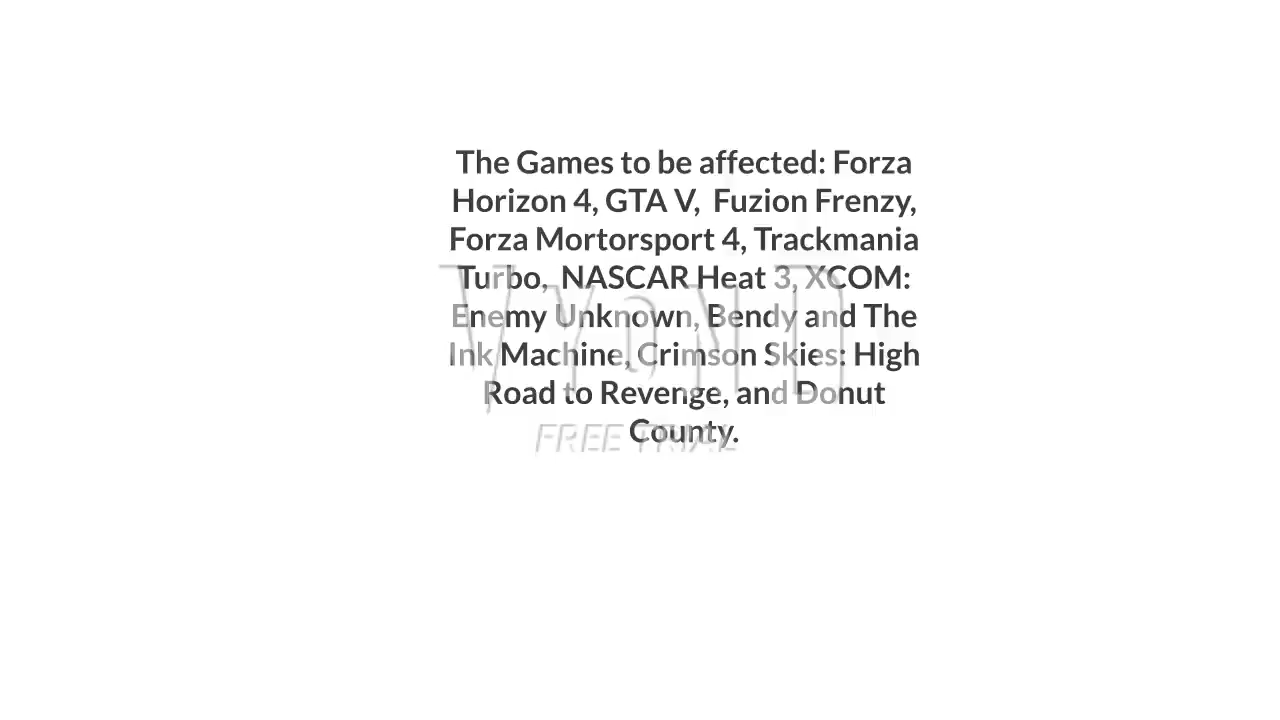 The Games to be affected: Forza
Horizon 4, GTA V,  Fuzion Frenzy,
Forza Mortorsport 4, Trackmania
Turbo,  NASCAR Heat 3, XCOM:
Enemy Unknown, Bendy and The
Ink Machine, Crimson Skies: High
Road to Revenge, and Donut
County.
VYOND
FREE TRIAL